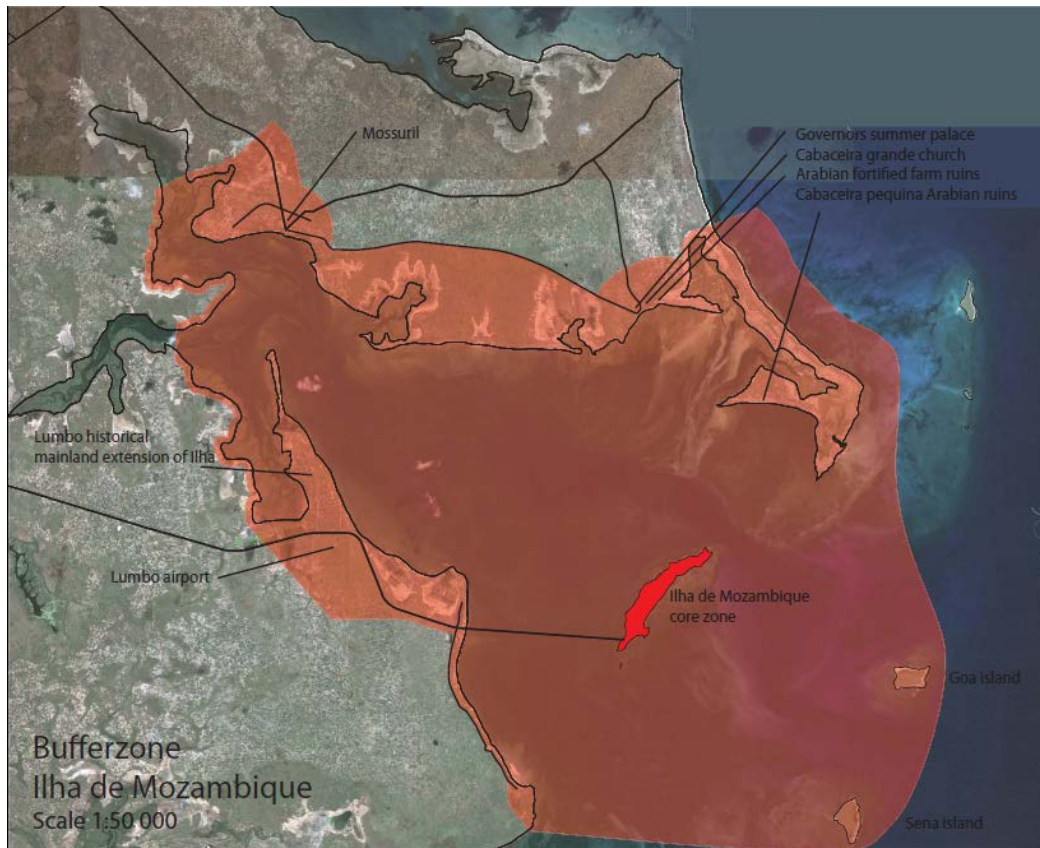 Mossuril
Governors summer palace
Cabaceira grande church
Arabian fortified farm ruins
Cabaceira pequina Arabian ruins
Lumbo historical
mainland extension of Ilha
Lumbo airport
Ilha de Mozambique
core zone
Goa island
Sena island
Bufferzone
Ilha de Mozambique
Scale 1:50 000